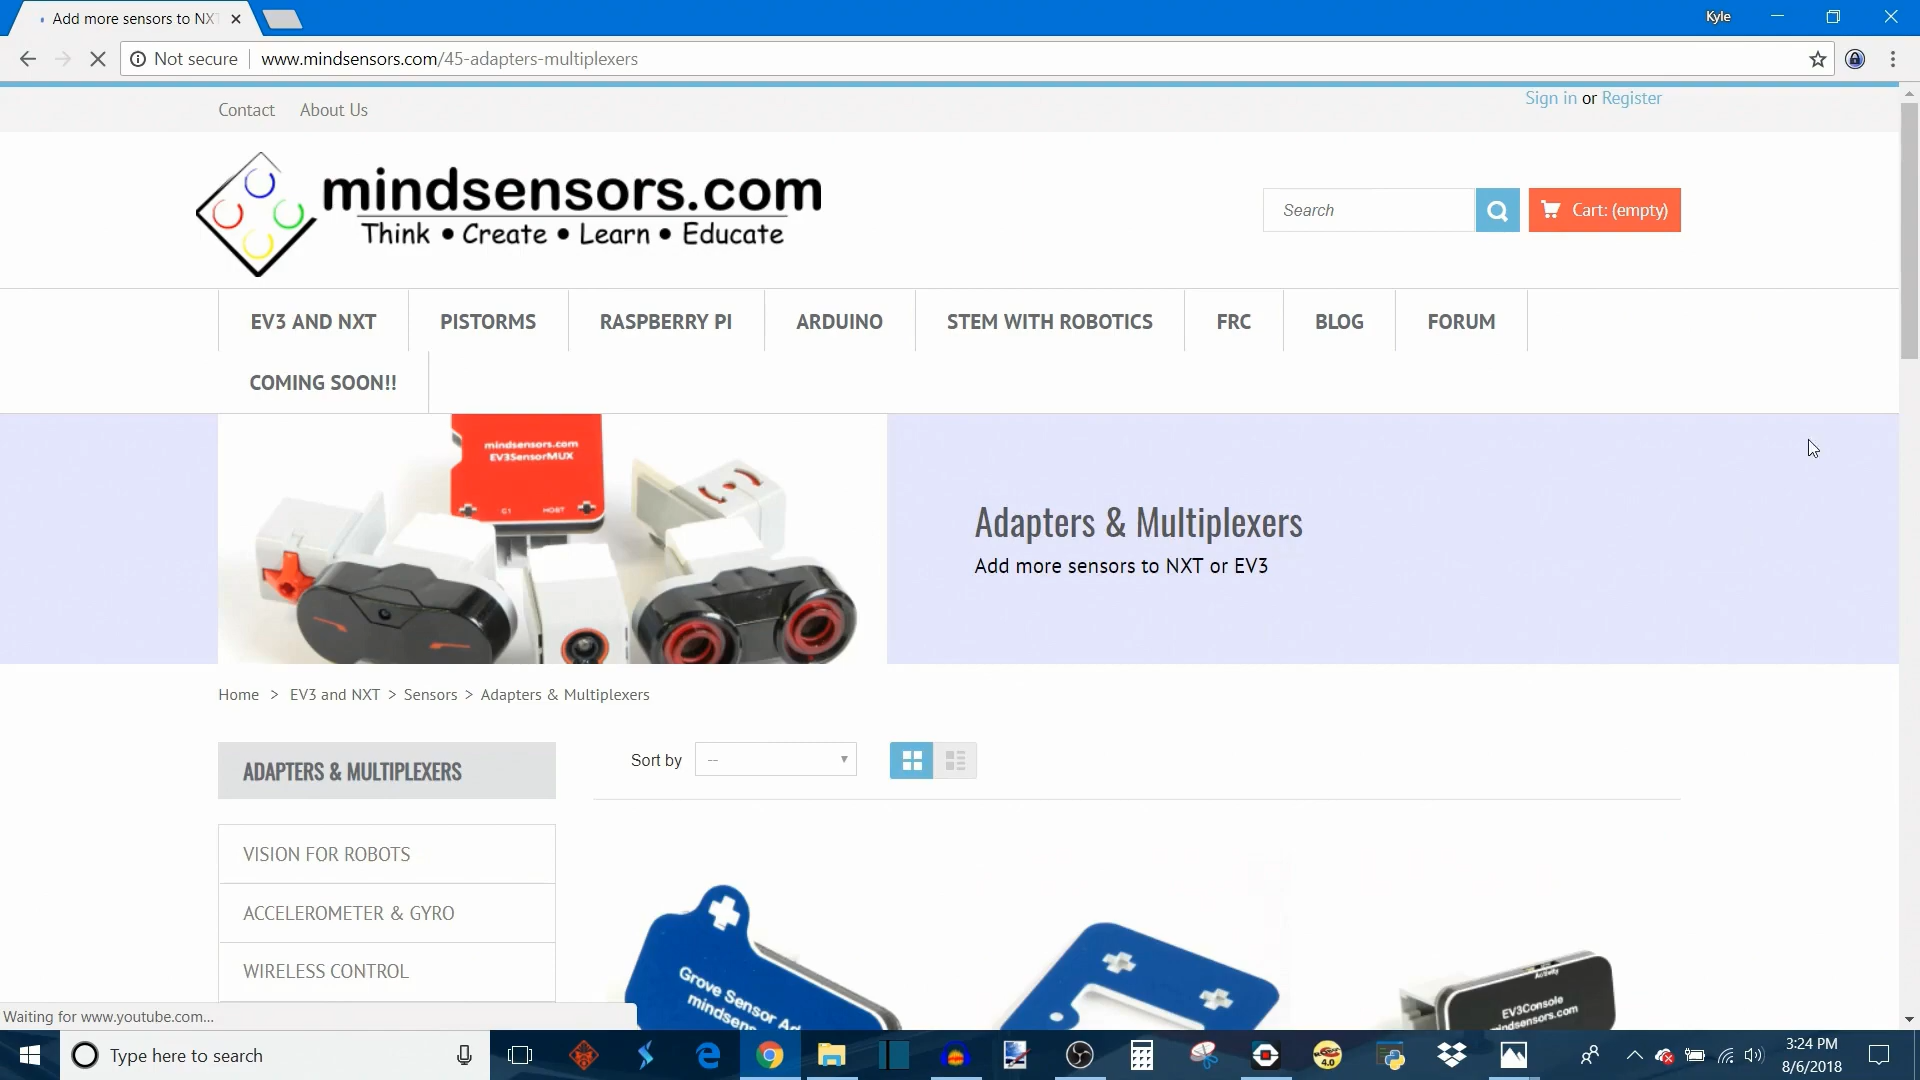 Add more sensors to NXT
Kyle
Not secure
www.mindsensors.com/45-adapters-multiplexers
Contact
About Us
Sign in or Register
mindsensors.com
Think • Create • Learn • Educate
Search
Cart: (empty)
EV3 AND NXT
PISTORMS
RASPBERRY PI
ARDUINO
STEM WITH ROBOTICS
FRC
BLOG
FORUM
COMING SOON!!
mindsensors.com
EV3SensorMUX
C1
HOST
Adapters & Multiplexers
Add more sensors to NXT or EV3
Home > EV3 and NXT > Sensors > Adapters & Multiplexers
ADAPTERS & MULTIPLEXERS
Sort by
--
VISION FOR ROBOTS
ACCELEROMETER & GYRO
WIRELESS CONTROL
Grove Sensor Ad
mindsen
Activity
EV3Console
mindsensors.com
Waiting for www.youtube.com...
Type here to search
4.0
3:24 PM
8/6/2018